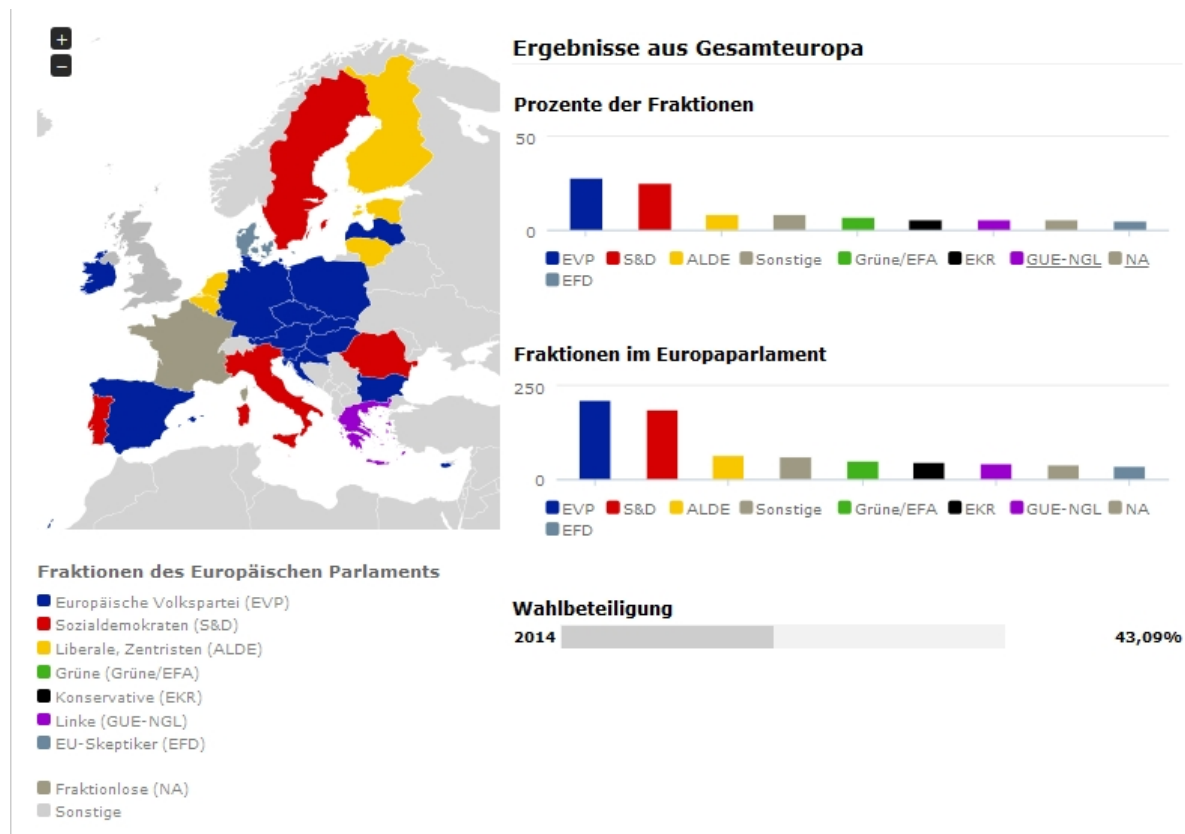 +
−
Ergebnisse aus Gesamteuropa
Prozente der Fraktionen
50
0
EVP S&D ALDE Sonstige Grüne/EFA EKR GUE-NGL NA
EFD
Fraktionen im Europaparlament
250
0
EVP S&D ALDE Sonstige Grüne/EFA EKR GUE-NGL NA
EFD
Fraktionen des Europäischen Parlaments
Europäische Volkspartei (EVP)
Sozialdemokraten (S&D)
Liberale, Zentristen (ALDE)
Grüne (Grüne/EFA)
Konservative (EKR)
Linke (GUE-NGL)
EU-Skeptiker (EFD)
Fraktionlose (NA)
Sonstige
Wahlbeteiligung
2014 43,09%